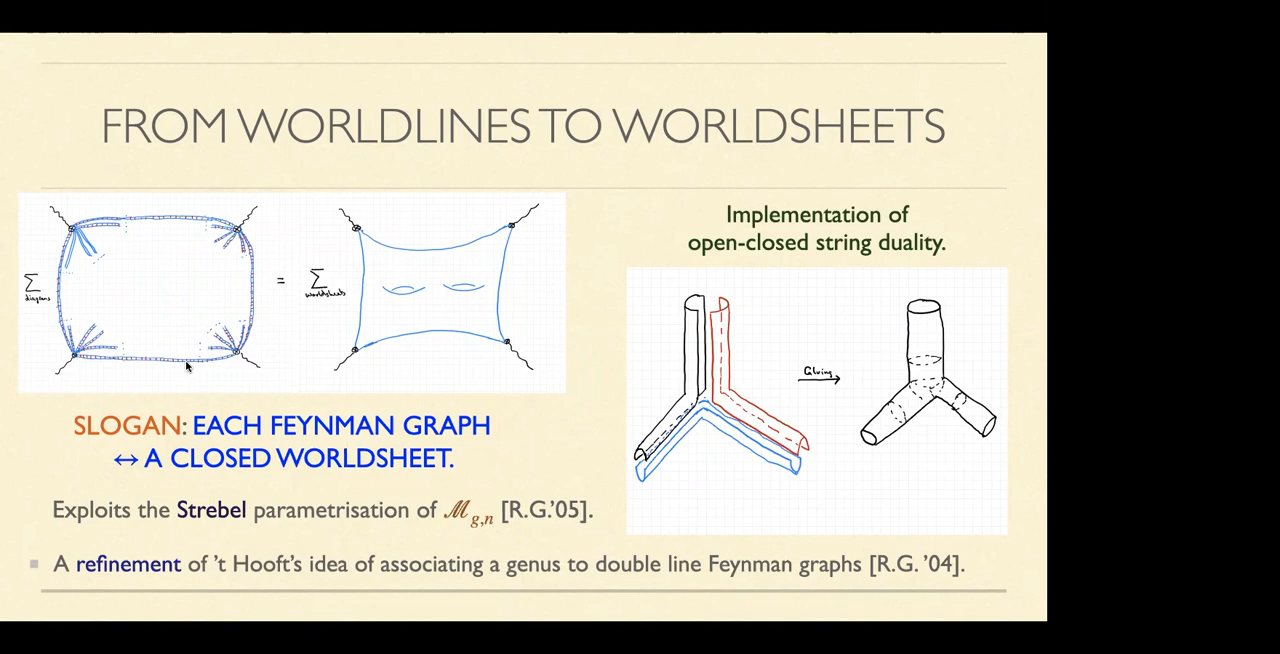 FROM WORLDLINES TO WORLDSHEETS
Σ
diagrams
=
Σ
worldsheets
Implementation of
open-closed string duality.
Gluing
SLOGAN: EACH FEYNMAN GRAPH
↔ A CLOSED WORLDSHEET.
Exploits the Strebel parametrisation of ℳg,n [R.G.'05].
A refinement of 't Hooft's idea of associating a genus to double line Feynman graphs [R.G. '04].